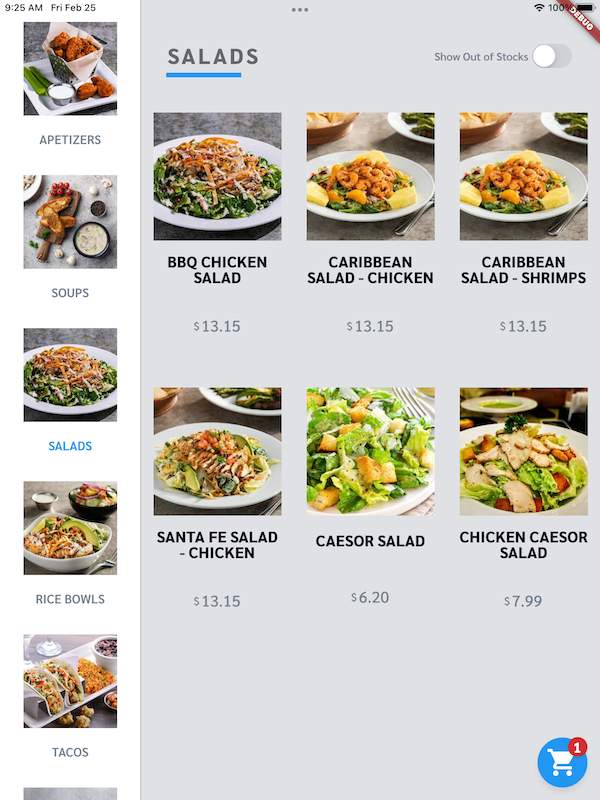 9:25 AM Fri Feb 25
100%
DEBUG
APETIZERS
SOUPS
SALADS
RICE BOWLS
TACOS
SALADS
Show Out of Stocks
BBQ CHICKEN
SALAD
$13.15
CARIBBEAN
SALAD - CHICKEN
$13.15
CARIBBEAN
SALAD - SHRIMPS
$13.15
SANTA FE SALAD
- CHICKEN
$13.15
CAESOR SALAD
$6.20
CHICKEN CAESOR
SALAD
$7.99
1